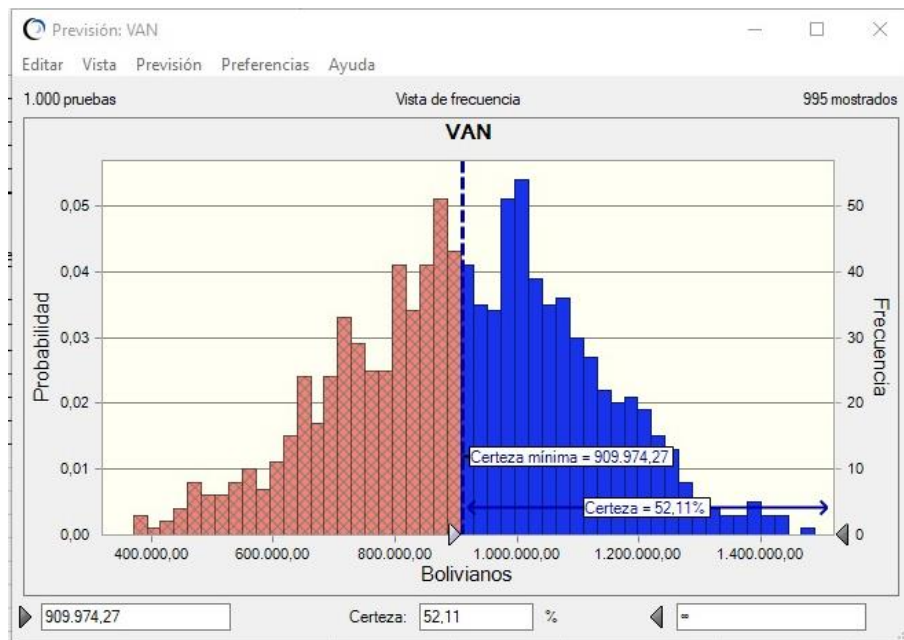 Previsión: VAN
Editar Vista Previsión Preferencias Ayuda
1.000 pruebas Vista de frecuencia 995 mostrados
VAN
Probabilidad
0,05
0,04
0,03
0,02
0,01
0,00
50
40
30
20
10
0
Frecuencia
Certeza mínima = 909.974,27
Certeza = 52,11%
400.000,00 600.000,00 800.000,00 1.000.000,00 1.200.000,00 1.400.000,00
Bolivianos
909.974,27 Certeza: 52,11 % ∞